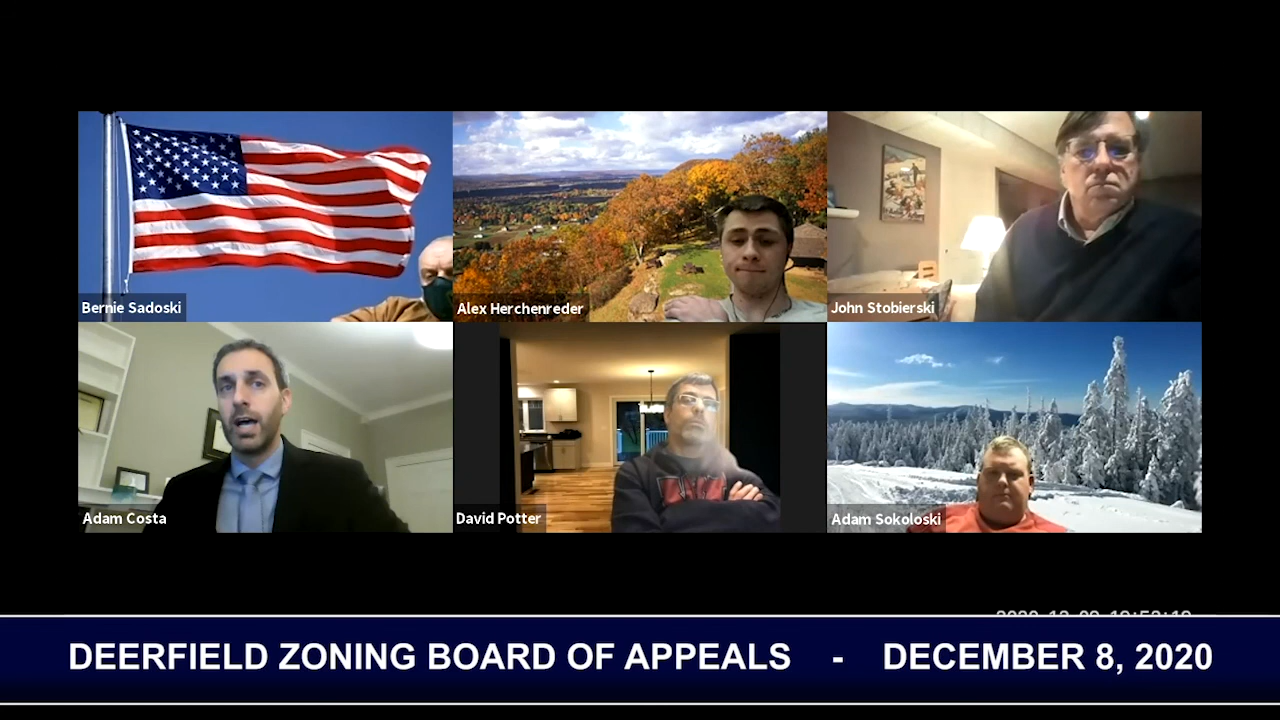 Bernie Sadoski
Alex Herchenreder
John Stobierski
Adam Costa
David Potter
Adam Sokoloski
DEERFIELD ZONING BOARD OF APPEALS - DECEMBER 8, 2020